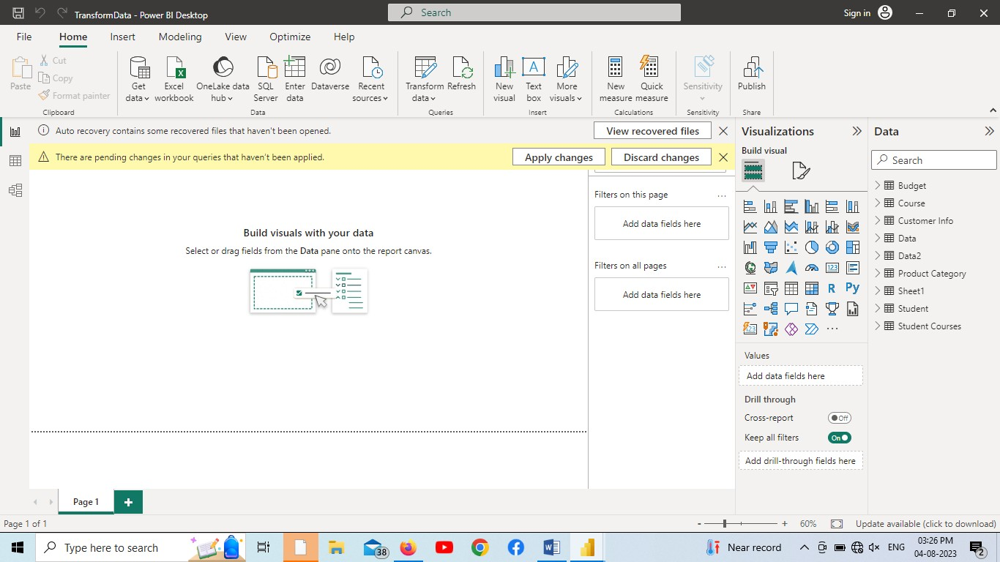 TransformData - Power BI Desktop
Search
Sign in
File Home Insert Modeling View Optimize Help
Paste
Cut
Copy
Format painter
Clipboard
Get data
Excel workbook
OneLake data hub
SQL Server
Enter data
Dataverse
Recent sources
Data
Transform data
Refresh
Queries
New visual
Text box
More visuals
Insert
New measure
Quick measure
Calculations
Sensitivity
Sensitivity
Publish
Share
Auto recovery contains some recovered files that haven't been opened.
View recovered files
There are pending changes in your queries that haven't been applied.
Apply changes
Discard changes
Build visuals with your data
Select or drag fields from the Data pane onto the report canvas.
Filters on this page
...
Add data fields here
Filters on all pages
...
Add data fields here
Visualizations
Build visual
R
Py
123
123
...
Values
Add data fields here
Drill through
Cross-report
Off
Keep all filters
On
Add drill-through fields here
Data
Search
Budget
Course
Customer Info
Data
Data2
Product Category
Sheet1
Student
Student Courses
Page 1
+
Page 1 of 1
- + 60%
Update available (click to download)
Type here to search
38
Near record
ENG
03:26 PM
04-08-2023
2